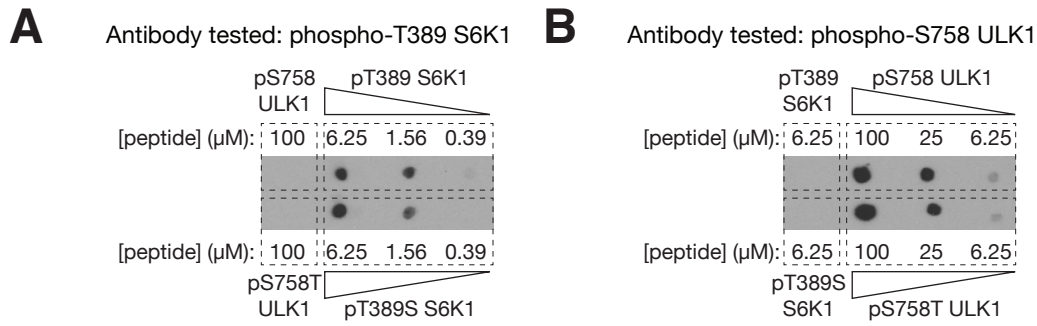 A Antibody tested: phospho-T389 S6K1
pS758 pT389 S6K1
ULK1
[peptide] (µM): 100 6.25 1.56 0.39
[peptide] (µM): 100 6.25 1.56 0.39
pS758T
ULK1 pT389S S6K1
B Antibody tested: phospho-S758 ULK1
pT389 pS758 ULK1
S6K1
[peptide] (µM): 6.25 100 25 6.25
[peptide] (µM): 6.25 100 25 6.25
pT389S
S6K1 pS758T ULK1